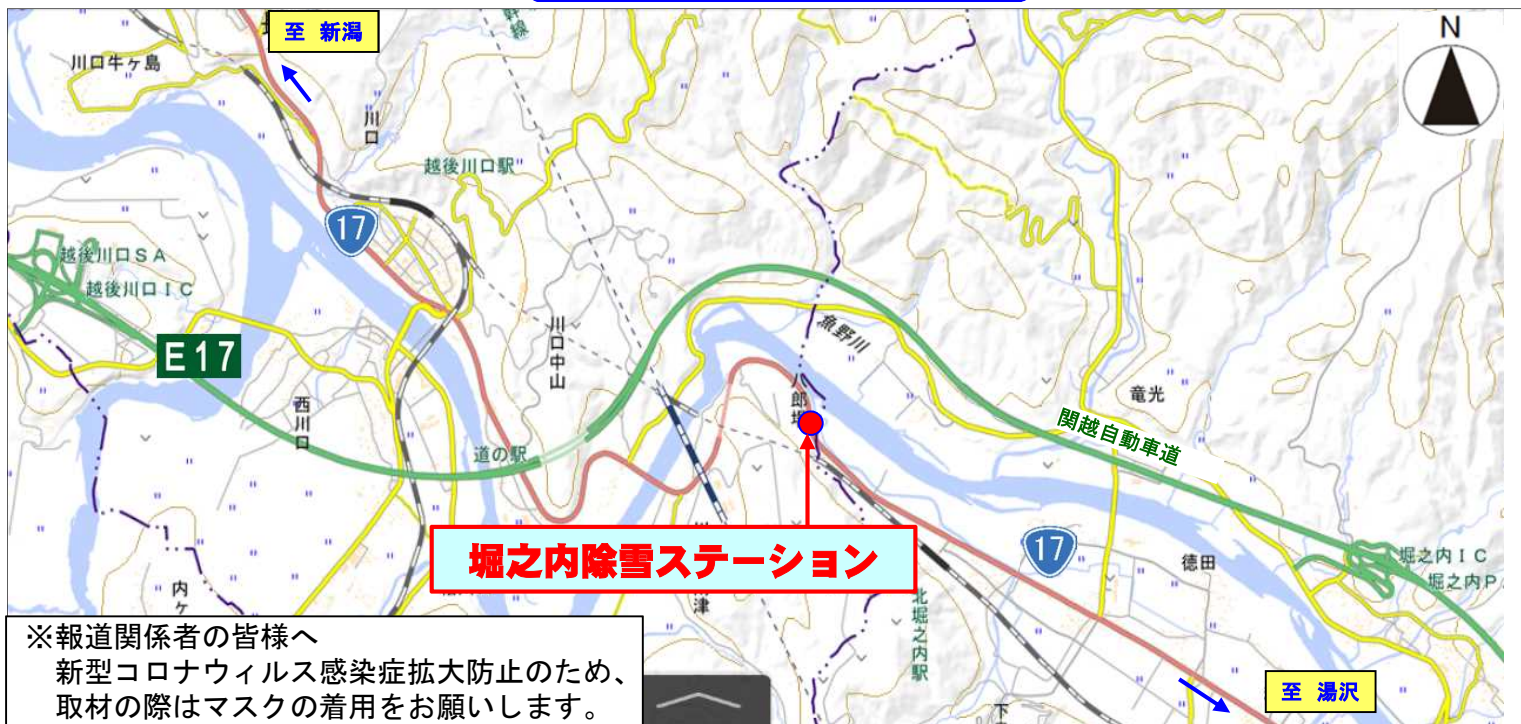 至 新潟
N
川口牛ヶ島
川口
越後川口駅
17
越後川口SA
越後川口IC
E17
川口中山
魚野川
西川口
道の駅
竜光
関越自動車道
堀之内除雪ステーション
17
徳田
堀之内IC
堀之内P
北堀之内駅
内ヶ
至 湯沢
※報道関係者の皆様へ
新型コロナウィルス感染症拡大防止のため、
取材の際はマスクの着用をお願いします。